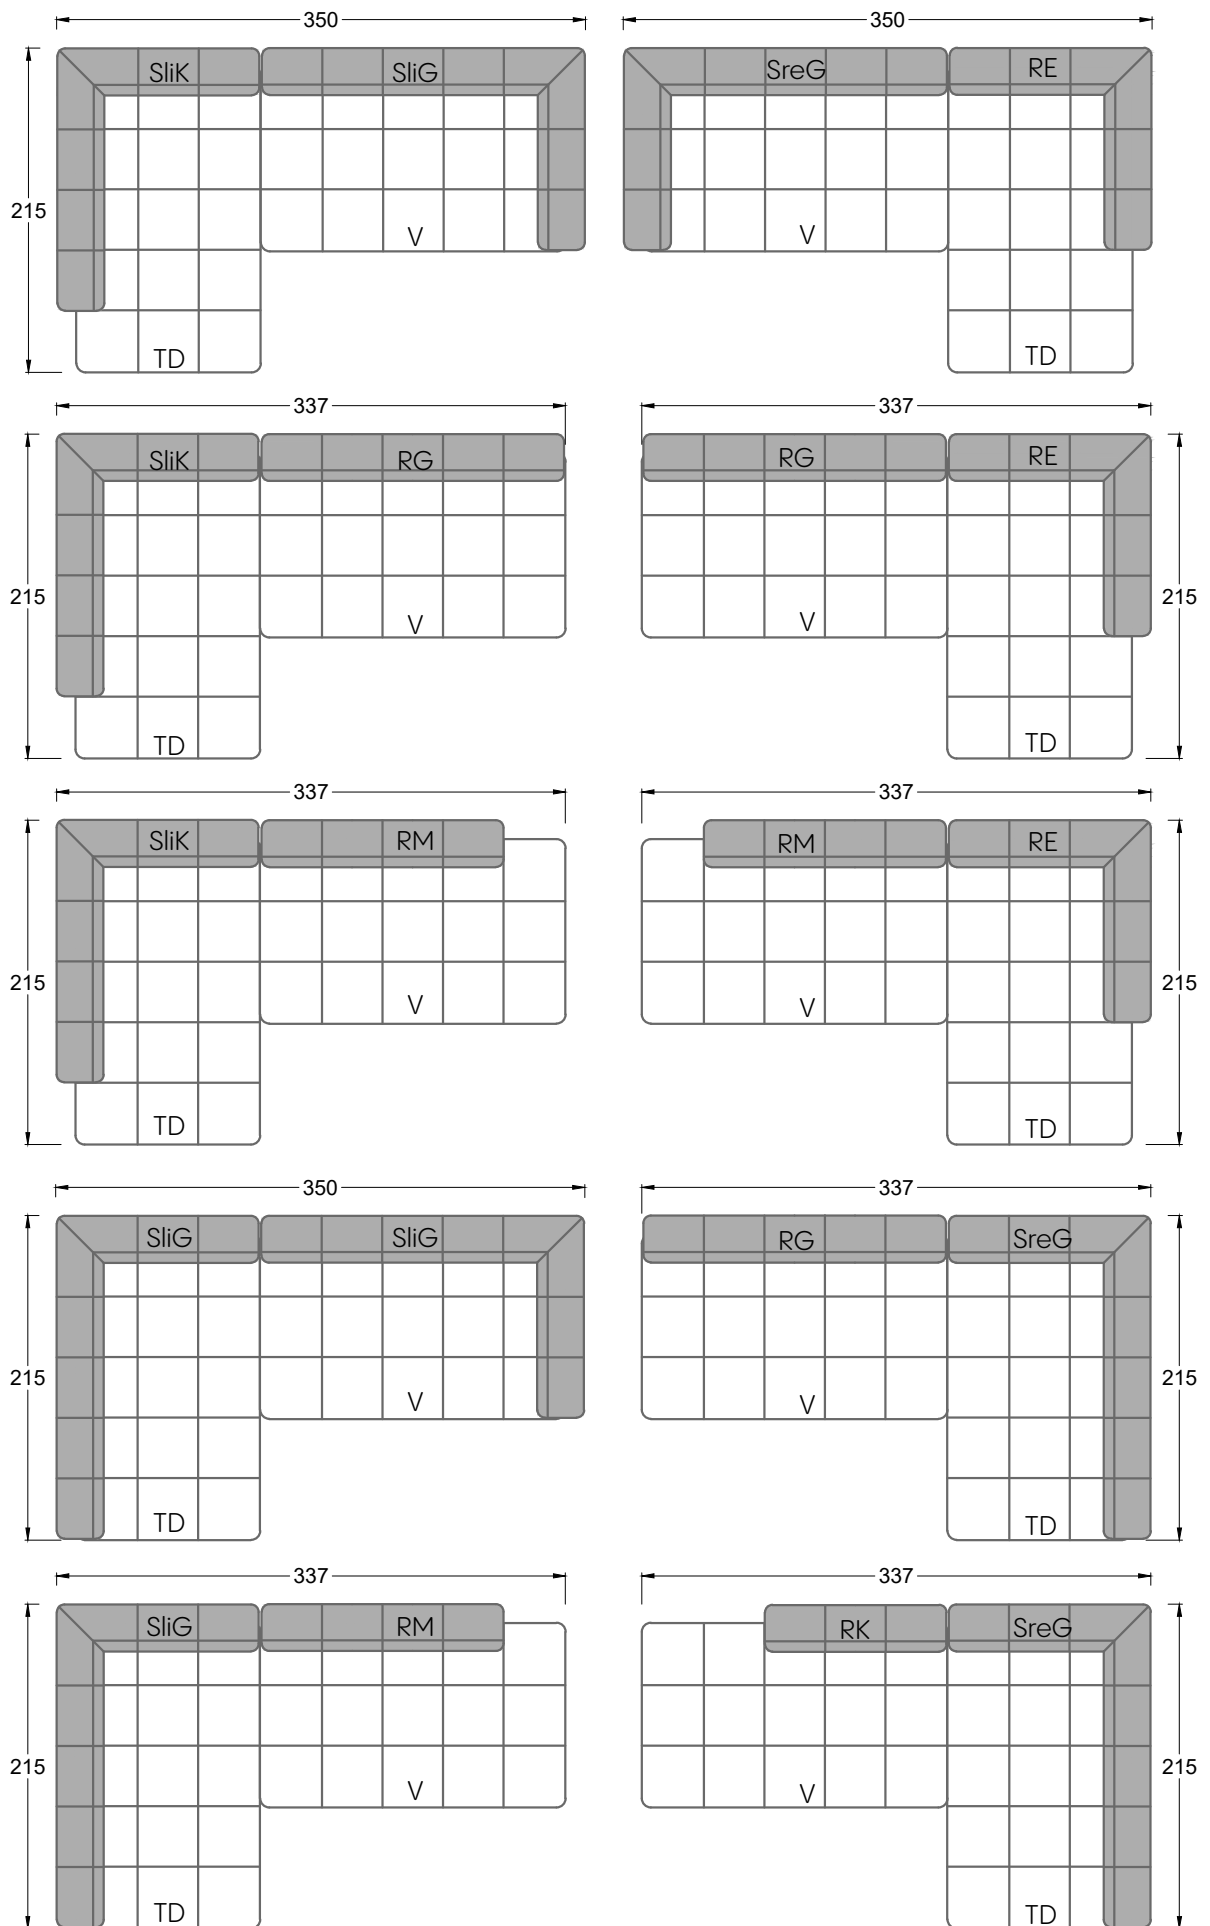 350 350
SliK SliG SreG RE
215
V V
TD TD
337 337
SliK RG RG RE
215 215
V V
TD TD
337 337
SliK RM RM RE
215 215
V V
TD TD
350 337
SliG SliG RG SreG
215 215
V V
TD TD
337 337
SliG RM RK SreG
215 215
V V
TD TD